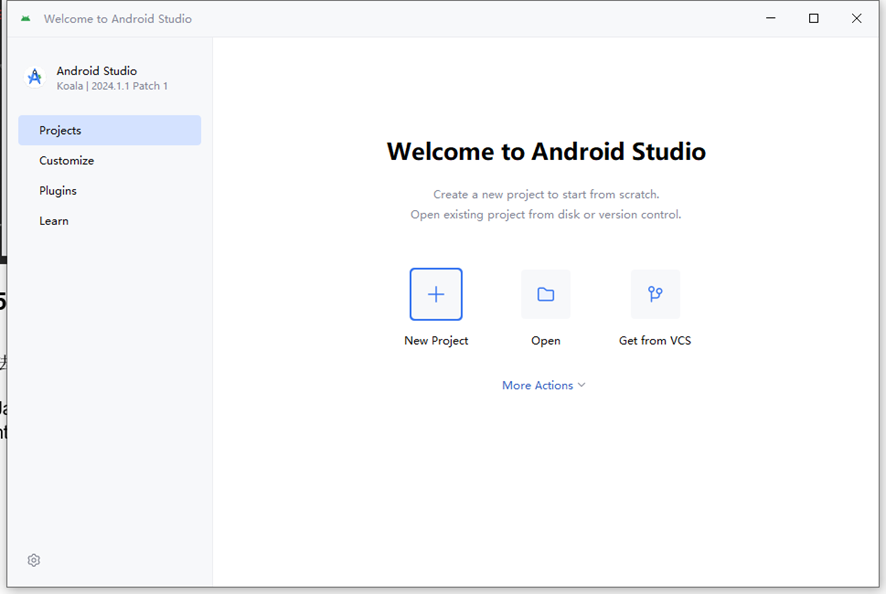 Welcome to Android Studio
Android Studio
Koala | 2024.1.1 Patch 1
Projects
Customize
Plugins
Learn
Welcome to Android Studio
Create a new project to start from scratch.
Open existing project from disk or version control.
New Project
Open
Get from VCS
More Actions